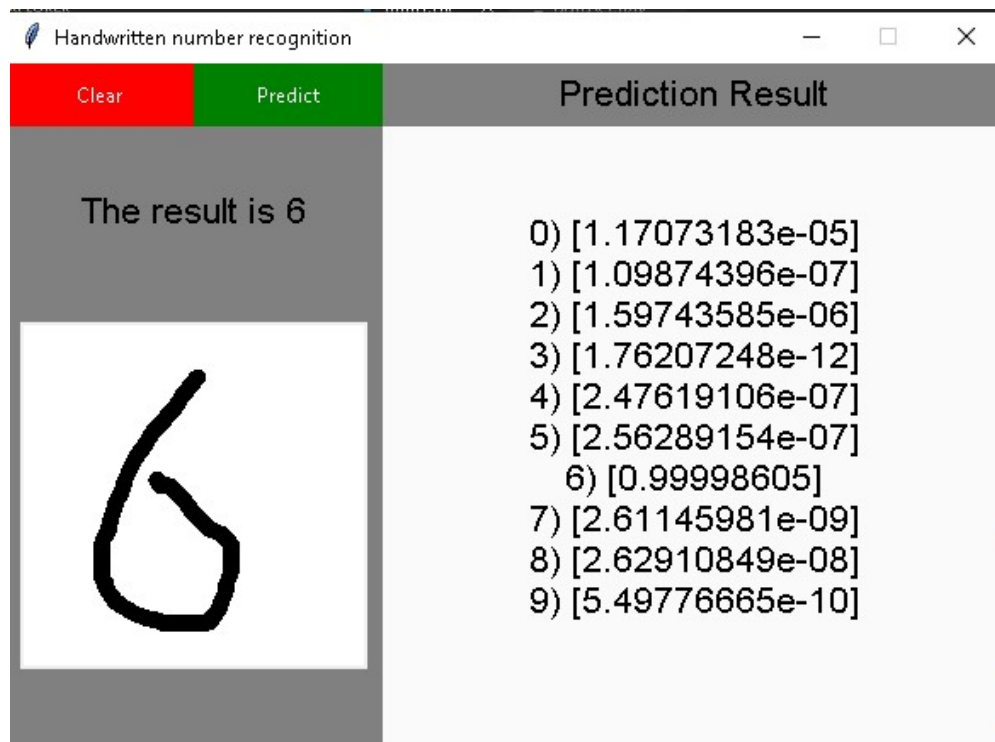 Handwritten number recognition
Clear Predict Prediction Result
The result is 6
0) [1.17073183e-05]
1) [1.09874396e-07]
2) [1.59743585e-06]
3) [1.76207248e-12]
4) [2.47619106e-07]
5) [2.56289154e-07]
6) [0.99998605]
7) [2.61145981e-09]
8) [2.62910849e-08]
9) [5.49776665e-10]
6